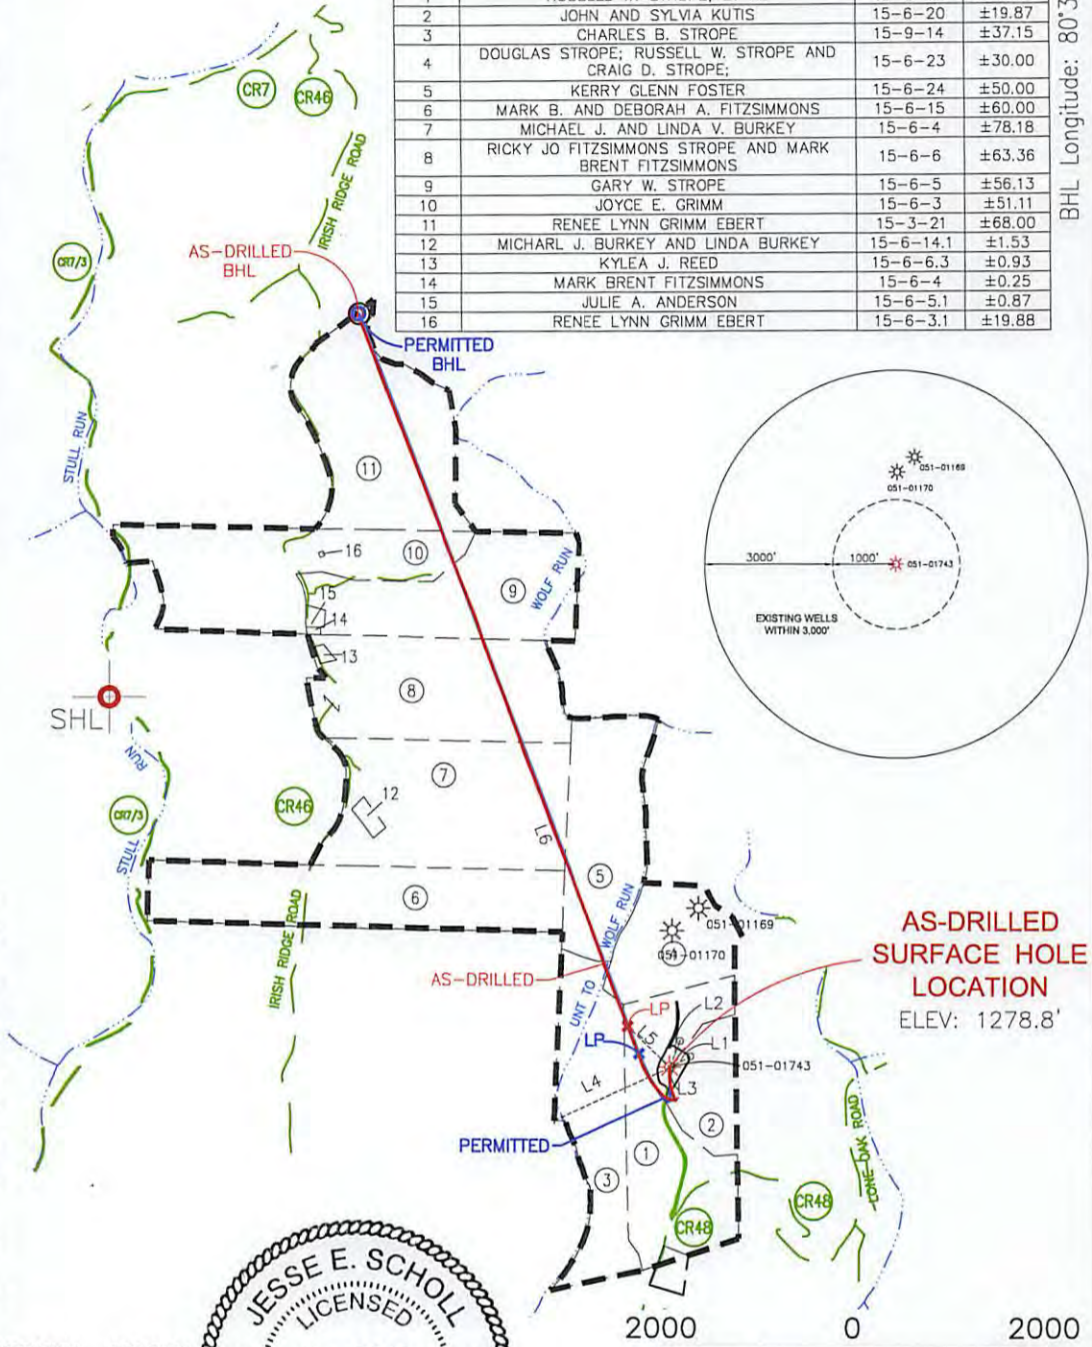 2 JOHN AND SYLVIA KUTIS 15-6-20 ±19.87
3 CHARLES B. STROPE 15-9-14 ±37.15
4 DOUGLAS STROPE; RUSSELL W. STROPE AND CRAIG D. STROPE; 15-6-23 ±30.00
5 KERRY GLENN FOSTER 15-6-24 ±50.00
6 MARK B. AND DEBORAH A. FITZSIMMONS 15-6-15 ±60.00
7 MICHAEL J. AND LINDA V. BURKEY 15-6-4 ±78.18
8 RICKY JO FITZSIMMONS STROPE AND MARK BRENT FITZSIMMONS 15-6-6 ±63.36
9 GARY W. STROPE 15-6-5 ±56.13
10 JOYCE E. GRIMM 15-6-3 ±51.11
11 RENEE LYNN GRIMM EBERT 15-3-21 ±68.00
12 MICHARL J. BURKEY AND LINDA BURKEY 15-6-14.1 ±1.53
13 KYLEA J. REED 15-6-6.3 ±0.93
14 MARK BRENT FITZSIMMONS 15-6-4 ±0.25
15 JULIE A. ANDERSON 15-6-5.1 ±0.87
16 RENEE LYNN GRIMM EBERT 15-6-3.1 ±19.88
BHL Longitude: 80°3
CR7
CR46
IRISH RIDGE ROAD
CR7/3
AS-DRILLED
BHL
PERMITTED
BHL
STULL RUN
11
10
16
9
WOLF RUN
15
14
13
8
SHL
RUN
CR7/3
STULL
7
12
CR46
L6
6
5
IRISH RIDGE ROAD
WOLF RUN
UNT TO
051-01169
051-01170
3000'
1000'
051-01743
EXISTING WELLS
WITHIN 3,000'
051-01169
4
051-01170
AS-DRILLED
AS-DRILLED
SURFACE HOLE
LOCATION
ELEV: 1278.8'
LP
L5
L2
LP
L1
051-01743
L4
L3
PERMITTED
2
1
3
CR48
CR48
LONE OAK ROAD
JESSE E. SCHOLL
LICENSED
2000 0 2000